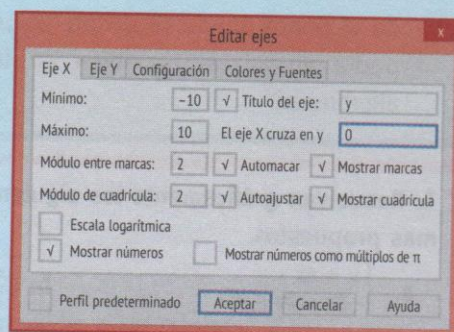 Editar ejes x
Eje X Eje Y Configuración Colores y Fuentes
Mínimo: -10 √ Título del eje: y
Máximo: 10 El eje X cruza en y 0
Módulo entre marcas: 2 √ Automacar √ Mostrar marcas
Módulo de cuadrícula: 2 √ Autoajustar √ Mostrar cuadrícula
Escala logarítmica
√ Mostrar números Mostrar números como múltiplos de π
Perfil predeterminado Aceptar Cancelar Ayuda